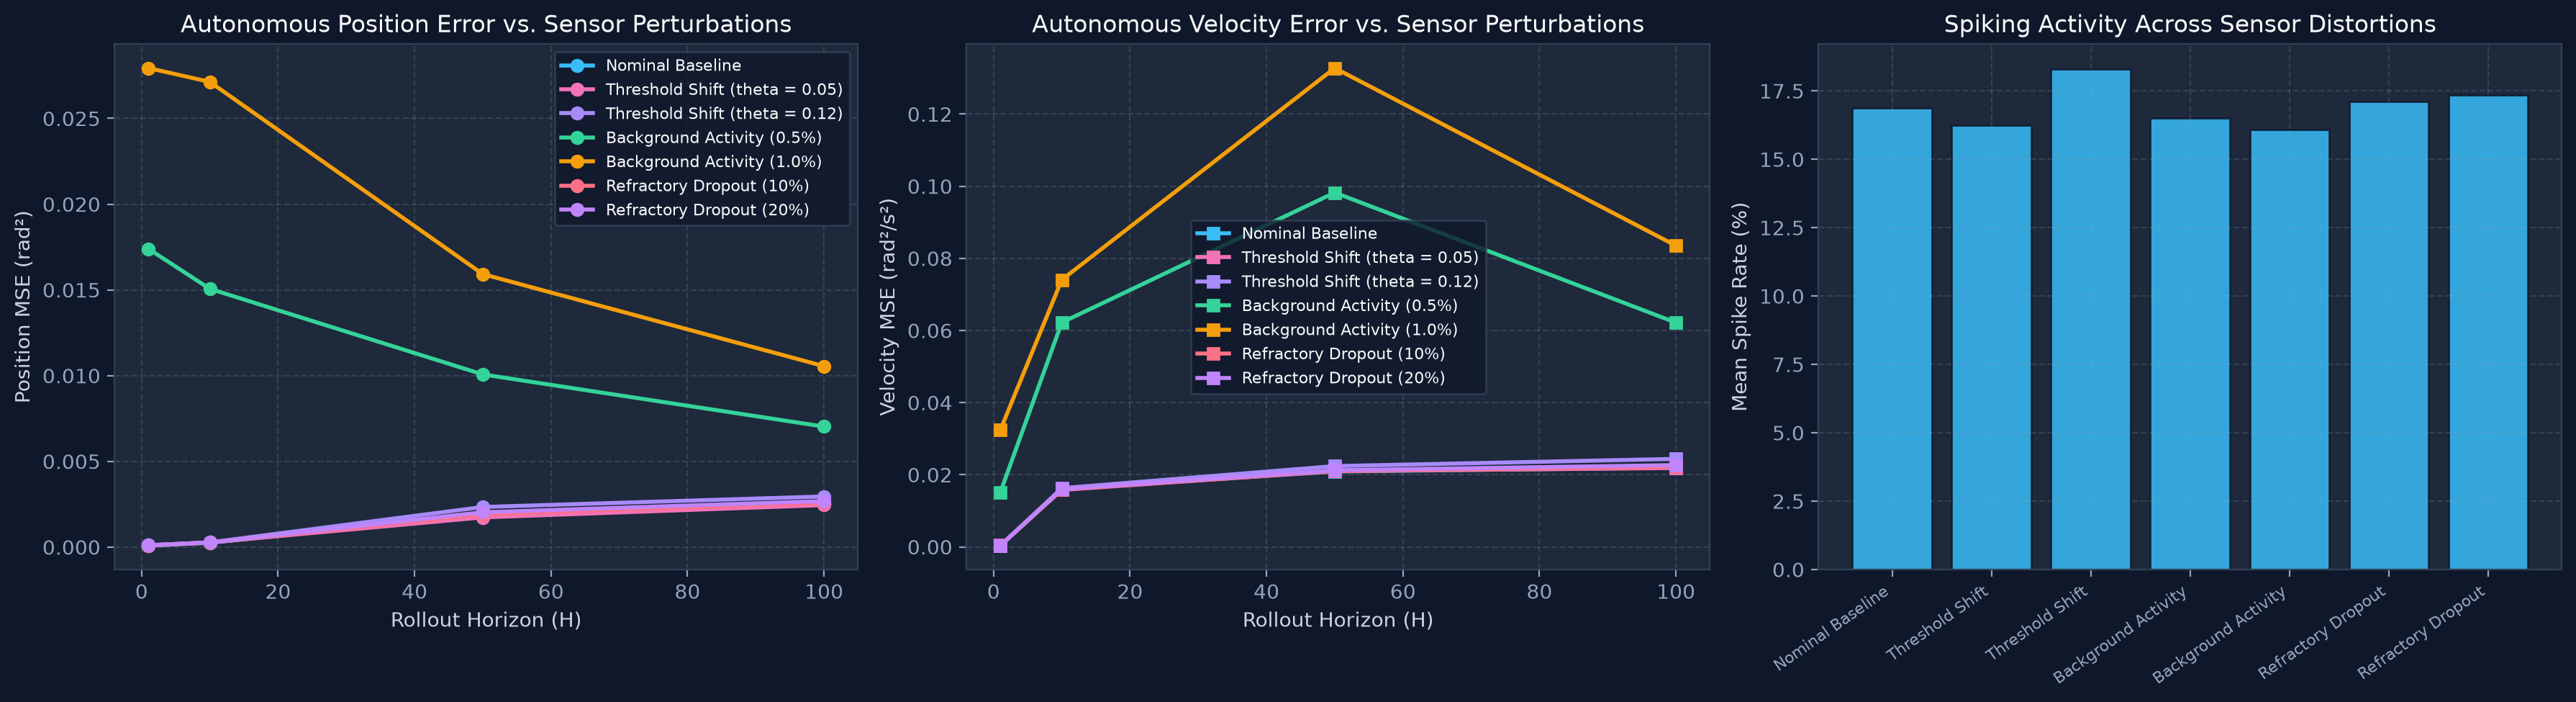 Autonomous Position Error vs. Sensor Perturbations
Position MSE (rad²)
0.025
0.020
0.015
0.010
0.005
0.000
0 20 40 60 80 100
Rollout Horizon (H)
Nominal Baseline
Threshold Shift (theta = 0.05)
Threshold Shift (theta = 0.12)
Background Activity (0.5%)
Background Activity (1.0%)
Refractory Dropout (10%)
Refractory Dropout (20%)
Autonomous Velocity Error vs. Sensor Perturbations
Velocity MSE (rad²/s²)
0.12
0.10
0.08
0.06
0.04
0.02
0.00
0 20 40 60 80 100
Rollout Horizon (H)
Nominal Baseline
Threshold Shift (theta = 0.05)
Threshold Shift (theta = 0.12)
Background Activity (0.5%)
Background Activity (1.0%)
Refractory Dropout (10%)
Refractory Dropout (20%)
Spiking Activity Across Sensor Distortions
Mean Spike Rate (%)
17.5
15.0
12.5
10.0
7.5
5.0
2.5
0.0
Nominal Baseline
Threshold Shift
Threshold Shift
Background Activity
Background Activity
Refractory Dropout
Refractory Dropout